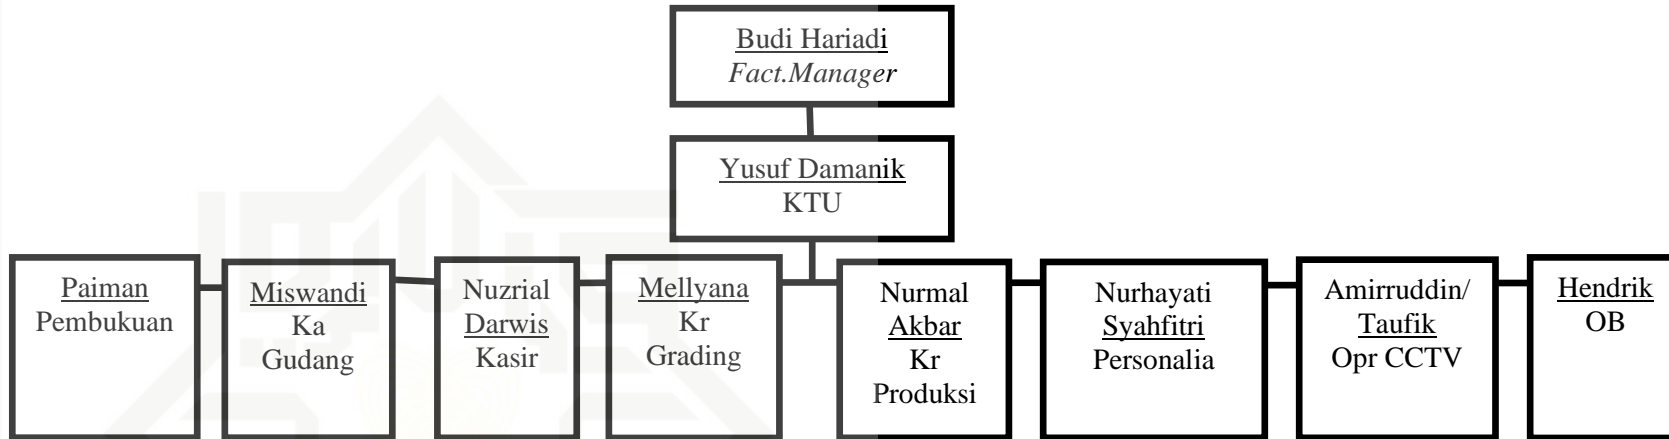 Budi Hariadi
Fact.Manager
Yusuf Damanik
KTU
Paiman
Pembukuan
Miswandi
Ka
Gudang
Nuzrial
Darwis
Kasir
Mellyana
Kr
Grading
Nurmal
Akbar
Kr
Produksi
Nurhayati
Syahfitri
Personalia
Amirruddin/
Taufik
Opr CCTV
Hendrik
OB